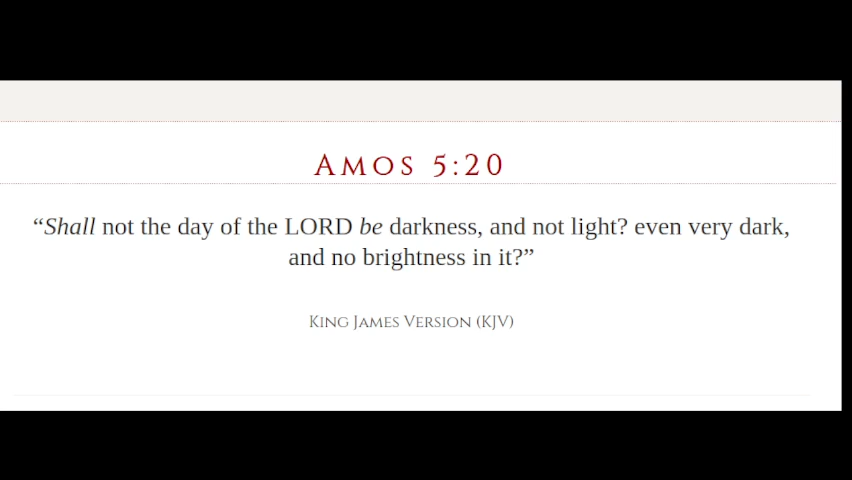 Amos 5:20
“Shall not the day of the LORD be darkness, and not light? even very dark,
and no brightness in it?”
King James Version (KJV)